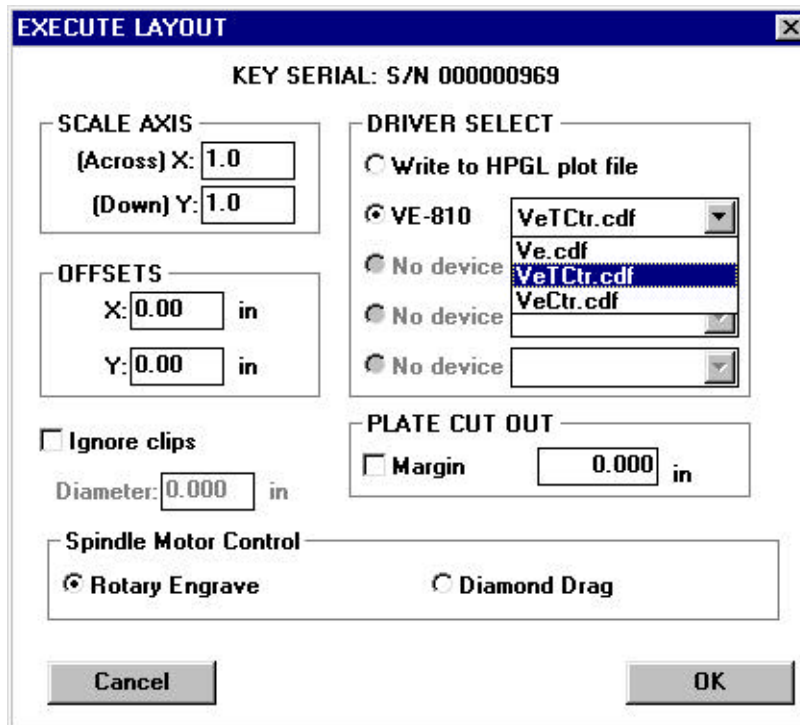 EXECUTE LAYOUT
KEY SERIAL: S/N 000000969
SCALE AXIS
(Across) X: 1.0
(Down) Y: 1.0
OFFSETS
X: 0.00 in
Y: 0.00 in
Ignore clips
Diameter: 0.000 in
DRIVER SELECT
Write to HPGL plot file
VE-810 VeTCtr.cdf
Ve.cdf
No device VeTCtr.cdf
VeCtr.cdf
No device
No device
PLATE CUT OUT
Margin 0.000 in
Spindle Motor Control
Rotary Engrave Diamond Drag
Cancel OK